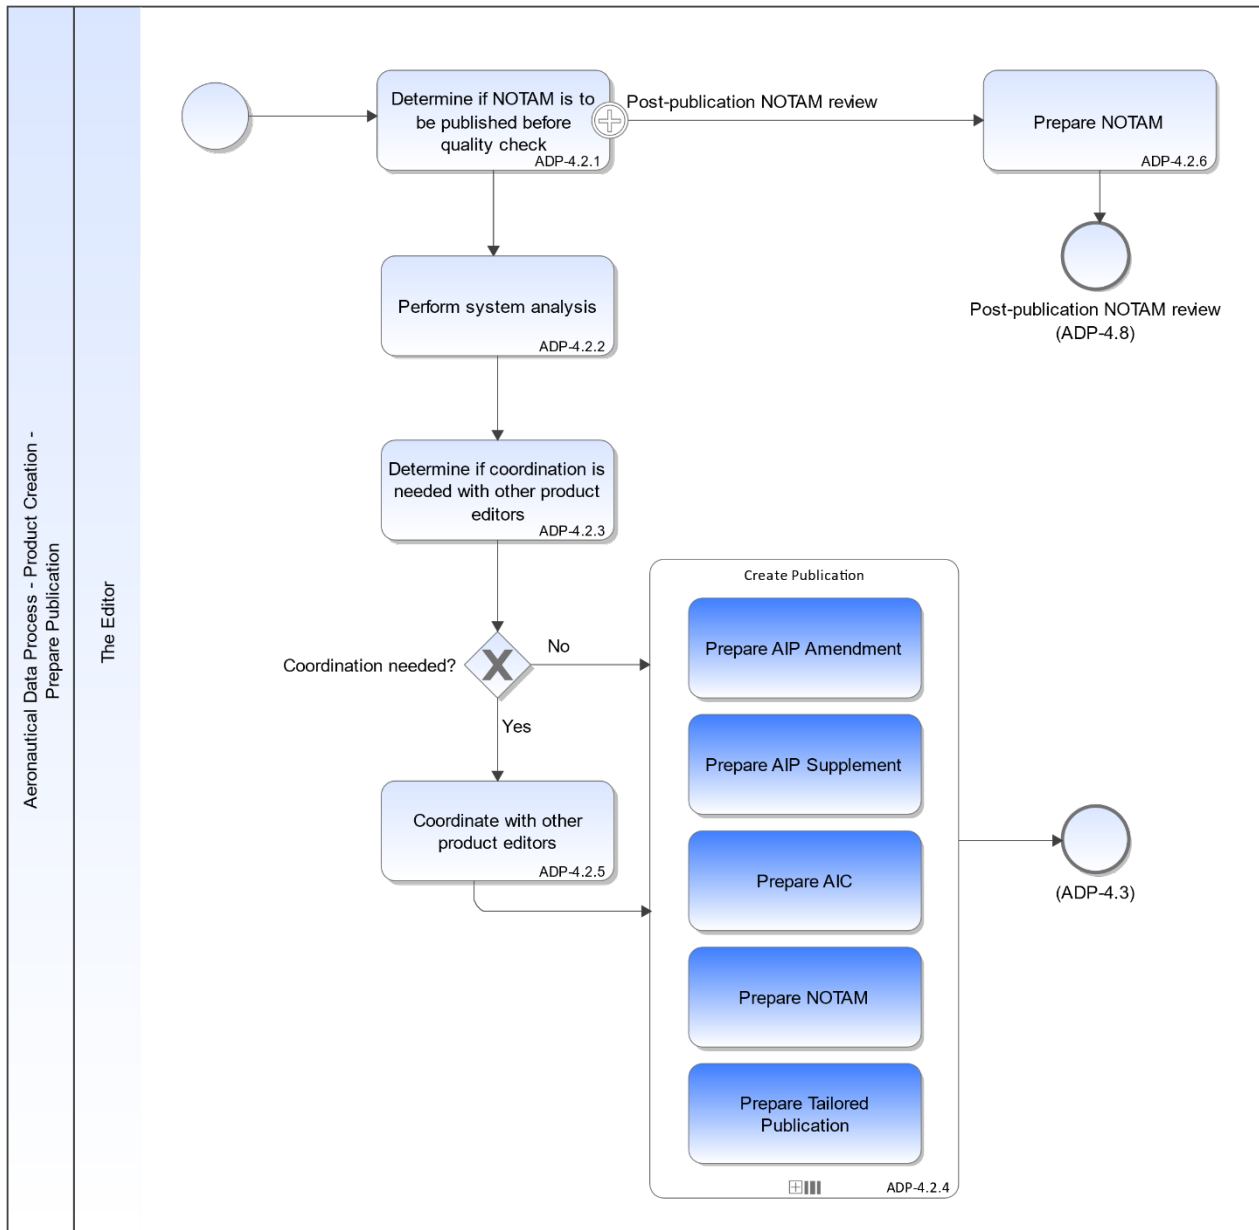 Aeronautical Data Process - Product Creation -
Prepare Publication
The Editor
Determine if NOTAM is to
be published before
quality check
ADP-4.2.1
Post-publication NOTAM review
Prepare NOTAM
ADP-4.2.6
Post-publication NOTAM review
(ADP-4.8)
Perform system analysis
ADP-4.2.2
Determine if coordination is
needed with other product
editors
ADP-4.2.3
Coordination needed?
No
Yes
Coordinate with other
product editors
ADP-4.2.5
Create Publication
Prepare AIP Amendment
Prepare AIP Supplement
Prepare AIC
Prepare NOTAM
Prepare Tailored
Publication
ADP-4.2.4
(ADP-4.3)